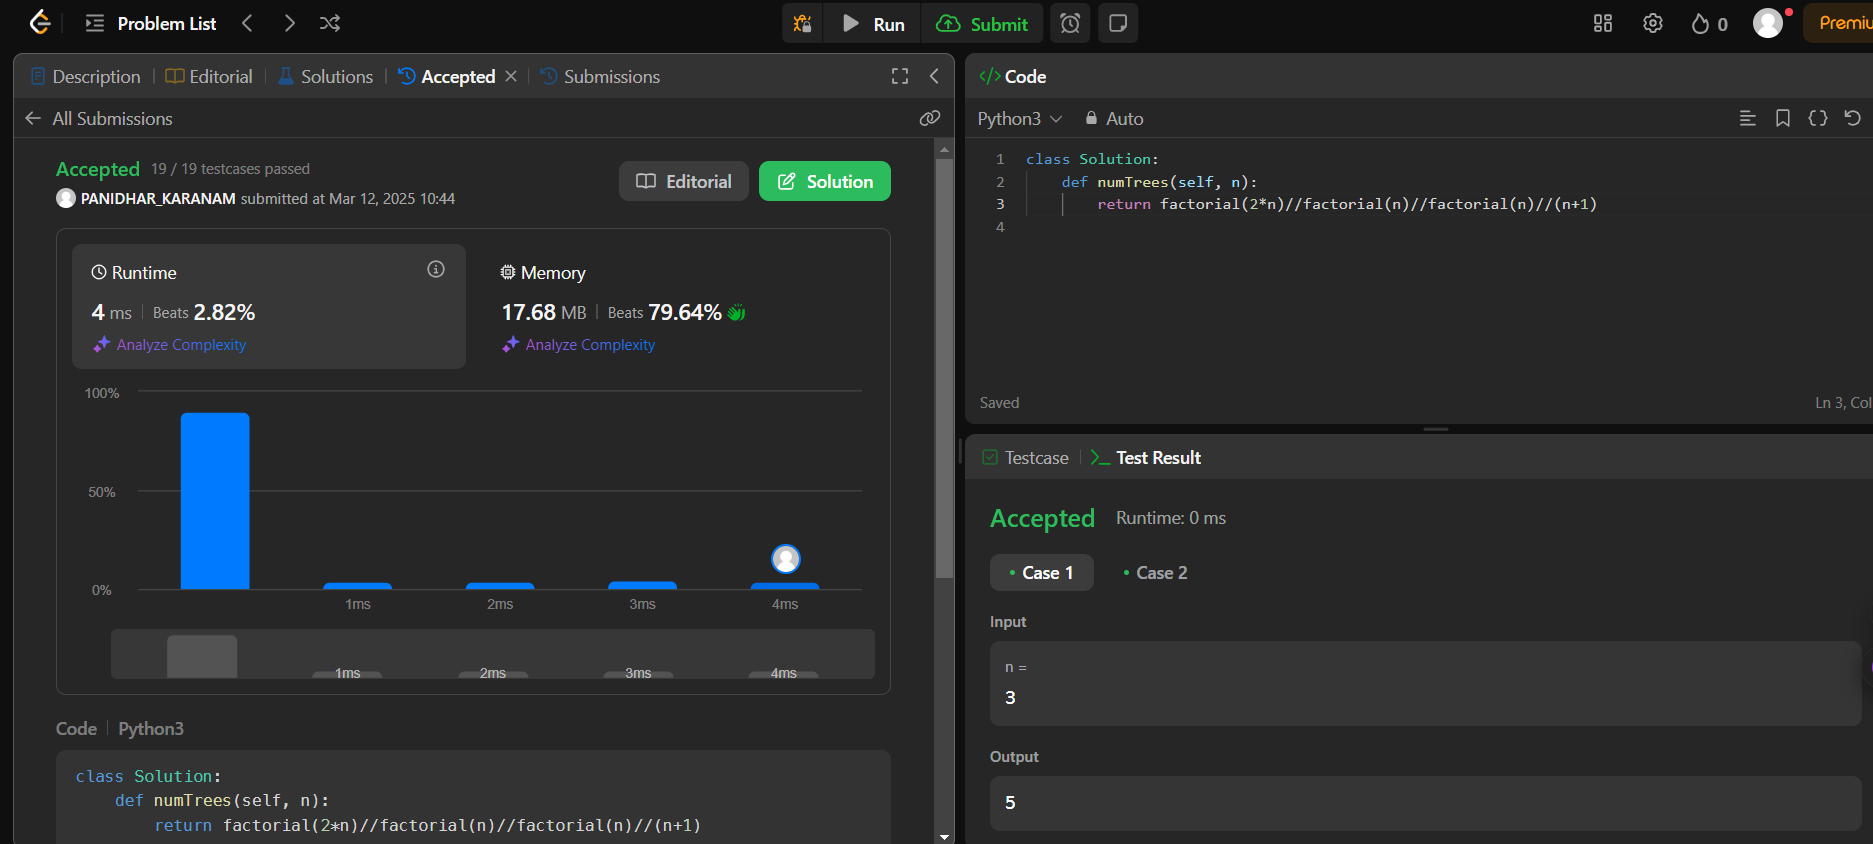 Problem List
Run
Submit
0
Premiu
Description
Editorial
Solutions
Accepted
Submissions
All Submissions
Accepted 19 / 19 testcases passed
PANIDHAR_KARANAM submitted at Mar 12, 2025 10:44
Editorial
Solution
Runtime
4 ms Beats 2.82%
Analyze Complexity
Memory
17.68 MB Beats 79.64%
Analyze Complexity
100%
50%
0%
1ms 2ms 3ms 4ms
1ms 2ms 3ms 4ms
Code Python3
class Solution:
def numTrees(self, n):
return factorial(2*n)//factorial(n)//factorial(n)//(n+1)
</> Code
Python3 Auto
1 class Solution:
2 def numTrees(self, n):
3 return factorial(2*n)//factorial(n)//factorial(n)//(n+1)
4
Saved
Ln 3, Col
Testcase
Test Result
Accepted Runtime: 0 ms
Case 1
Case 2
Input
n =
3
Output
5